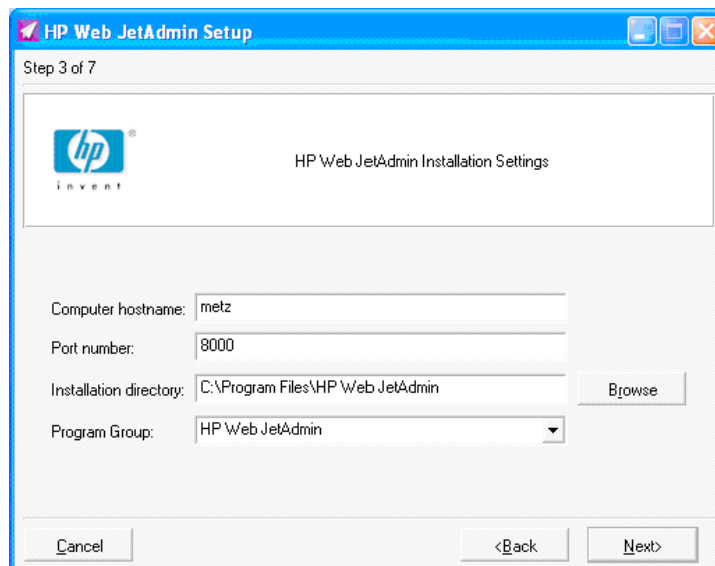 HP Web JetAdmin Setup
Step 3 of 7
hp
®
invent
HP Web JetAdmin Installation Settings
Computer hostname: metz
Port number: 8000
Installation directory: C:\Program Files\HP Web JetAdmin Browse
Program Group: HP Web JetAdmin
Cancel <Back Next>